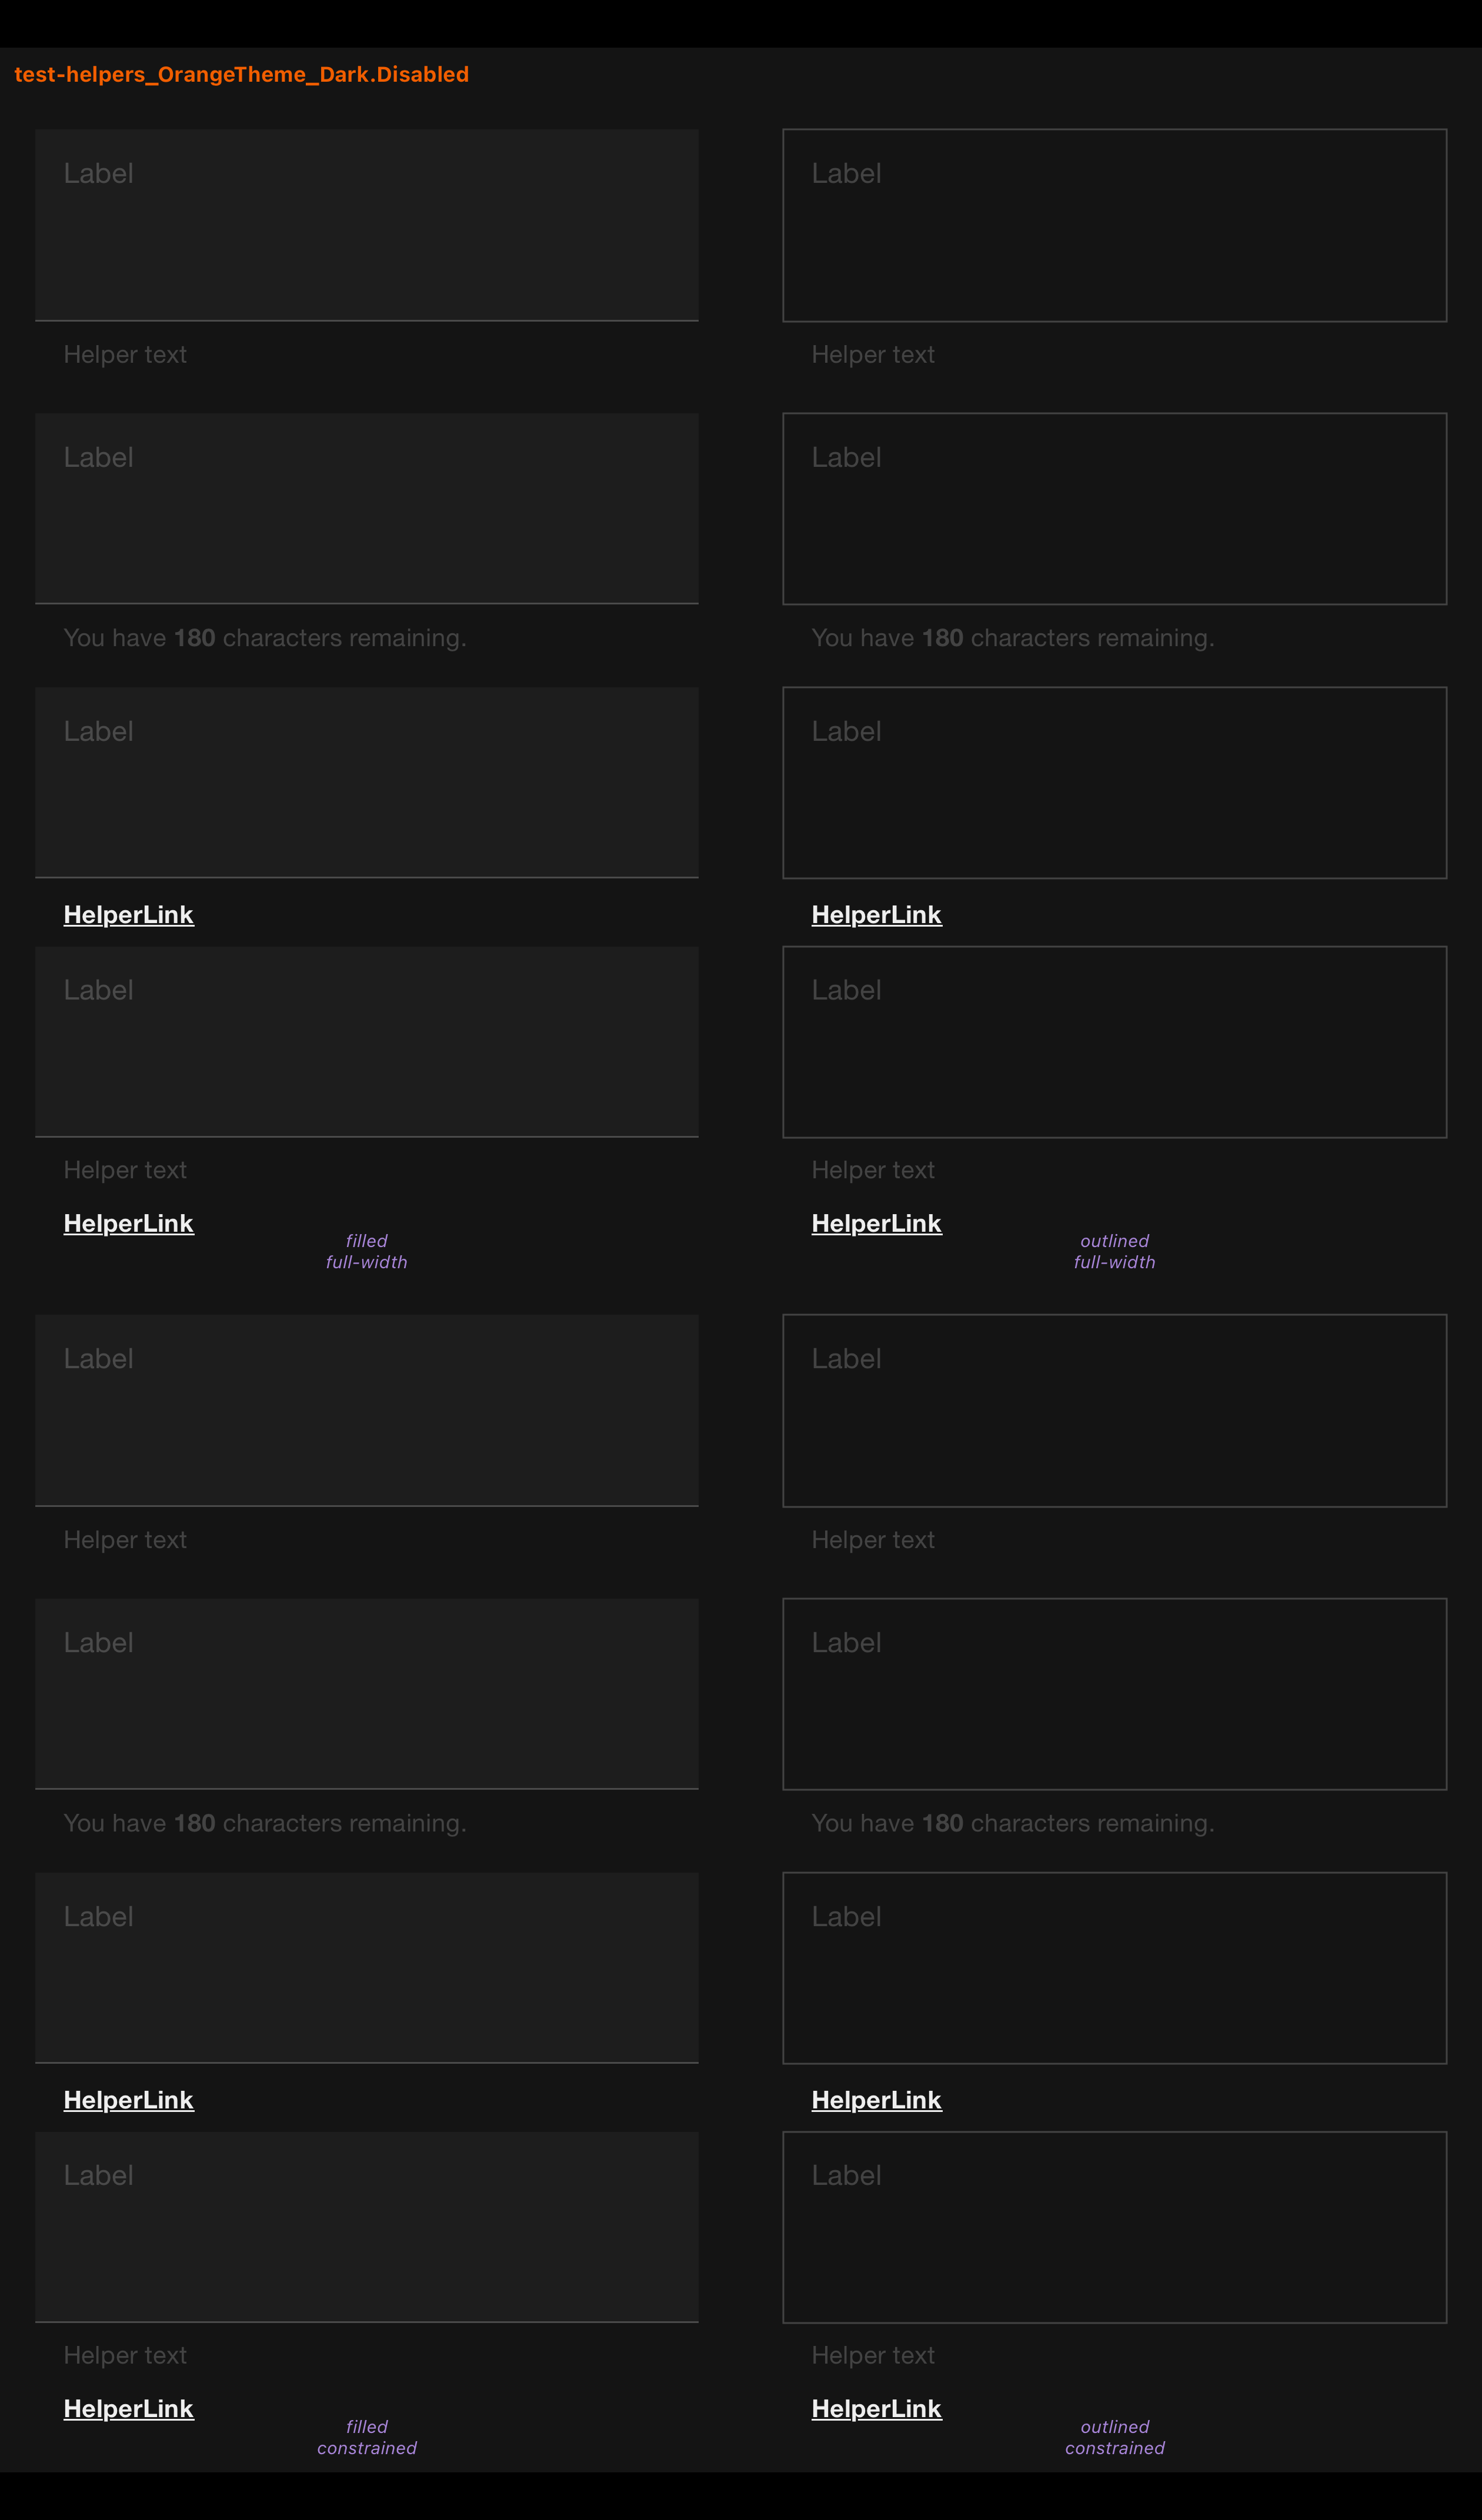 test-helpers_OrangeTheme_Dark.Disabled
Label
Label
Helper text
Helper text
Label
Label
You have 180 characters remaining.
You have 180 characters remaining.
Label
Label
HelperLink
HelperLink
Label
Label
Helper text
Helper text
HelperLink
HelperLink
filled
full-width
outlined
full-width
Label
Label
Helper text
Helper text
Label
Label
You have 180 characters remaining.
You have 180 characters remaining.
Label
Label
HelperLink
HelperLink
Label
Label
Helper text
Helper text
HelperLink
HelperLink
filled
constrained
outlined
constrained